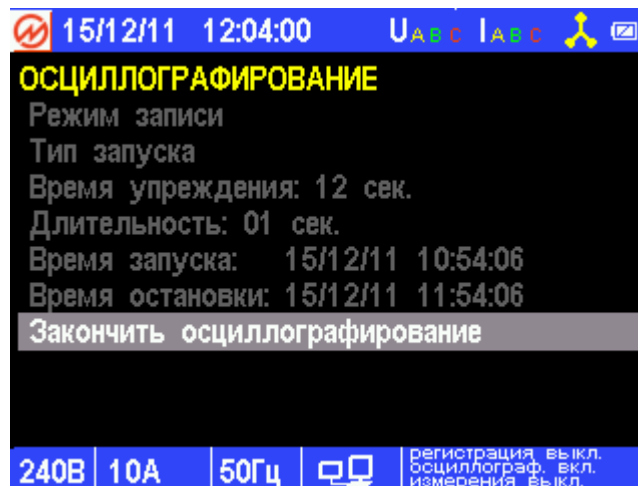 15/12/11 12:04:00 UABC IABC
ОСЦИЛЛОГРАФИРОВАНИЕ
Режим записи
Тип запуска
Время упреждения: 12 сек.
Длительность: 01 сек.
Время запуска: 15/12/11 10:54:06
Время остановки: 15/12/11 11:54:06
Закончить осциллографирование
240В 10А 50Гц
регистрация выкл.
осциллограф. вкл.
измерения выкл.